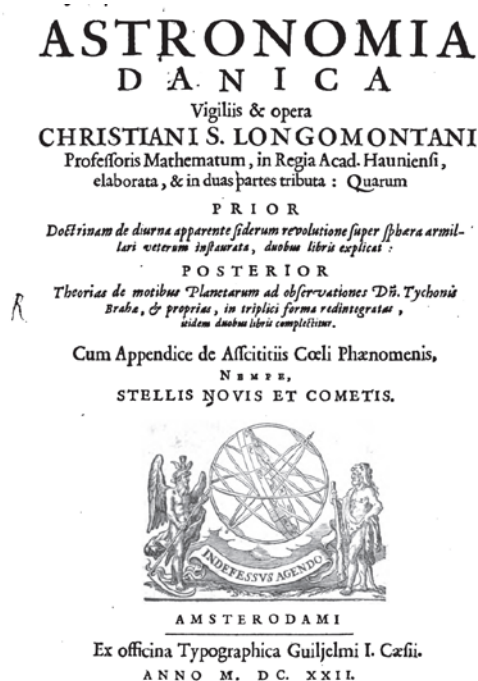 ASTRONOMIA
DANICA
Vigiliis & opera
CHRISTIANI S. LONGOMONTANI
Profeſſoris Mathematum, in Regia Acad. Haunienſi,
elaborata, & in duas partes tributa : Quarum
PRIOR
Doctrinam de diurna apparente ſiderum revolutione ſuper ſphæra armil-
lari veterum inſtaurata, duobus libris explicat :
POSTERIOR
Theorias de motibus Planetarum ad obſervationes Dñ. Tychonis
Brahæ, & proprias, in triplici forma redintegratas,
itidem duobus libris complectitur.
Cum Appendice de Aſſcititiis Cœli Phænomenis,
NEMPE,
STELLIS NOVIS ET COMETIS.
INDEFESSVS AGENDO
AMSTERODAMI
Ex officina Typographica Guiljelmi I. Cæſii.
ANNO M. DC. XXII.